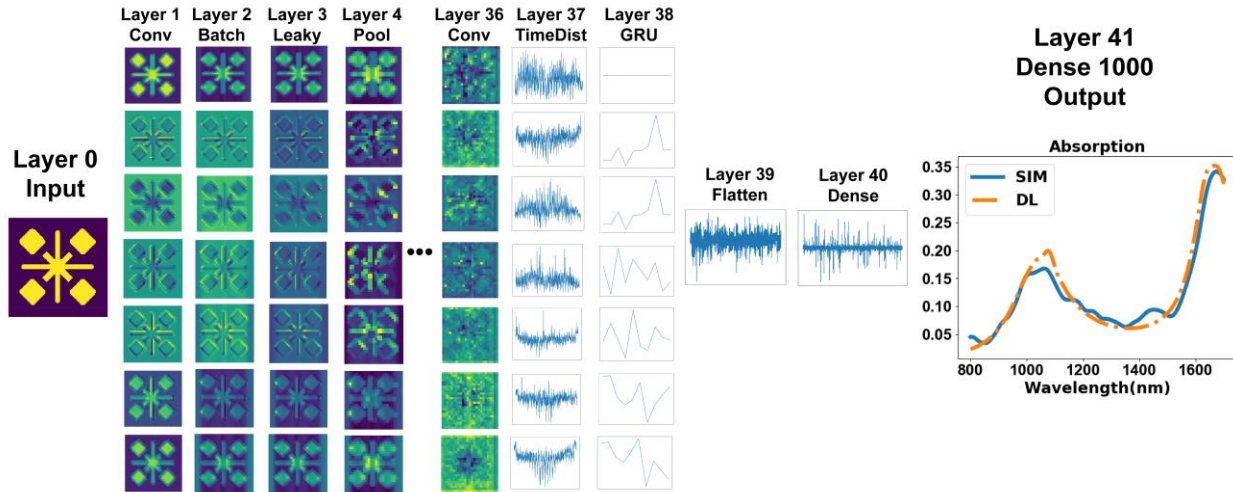 Layer 0
Input
Layer 1
Conv
Layer 2
Batch
Layer 3
Leaky
Layer 4
Pool
•••
Layer 36
Conv
Layer 37
TimeDist
Layer 38
GRU
Layer 39
Flatten
Layer 40
Dense
Layer 41
Dense 1000
Output
Absorption
SIM
DL
0.35
0.30
0.25
0.20
0.15
0.10
0.05
800 1000 1200 1400 1600
Wavelength(nm)